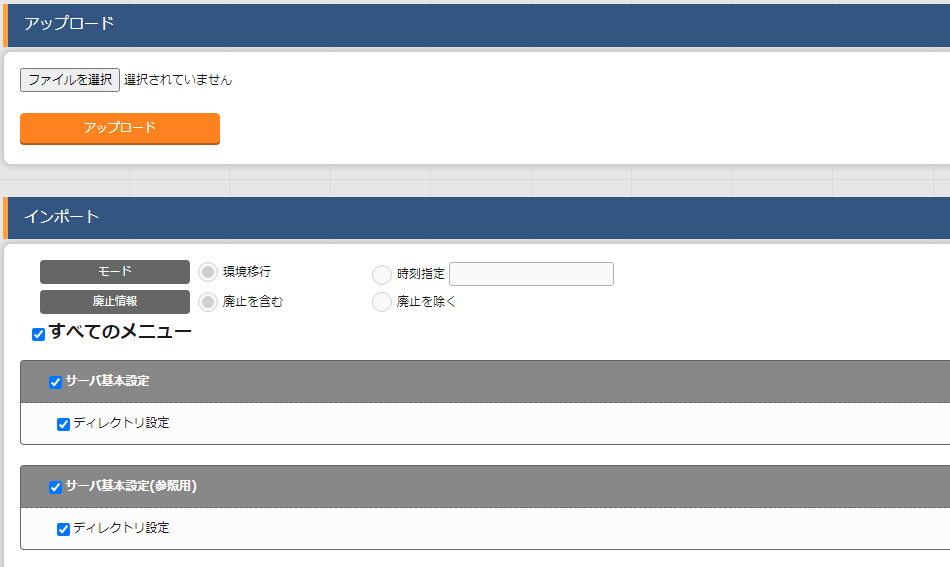 アップロード
ファイルを選択 選択されていません
アップロード
インポート
モード 環境移行 時刻指定
廃止情報 廃止を含む 廃止を除く
すべてのメニュー
サーバ基本設定
ディレクトリ設定
サーバ基本設定(参照用)
ディレクトリ設定